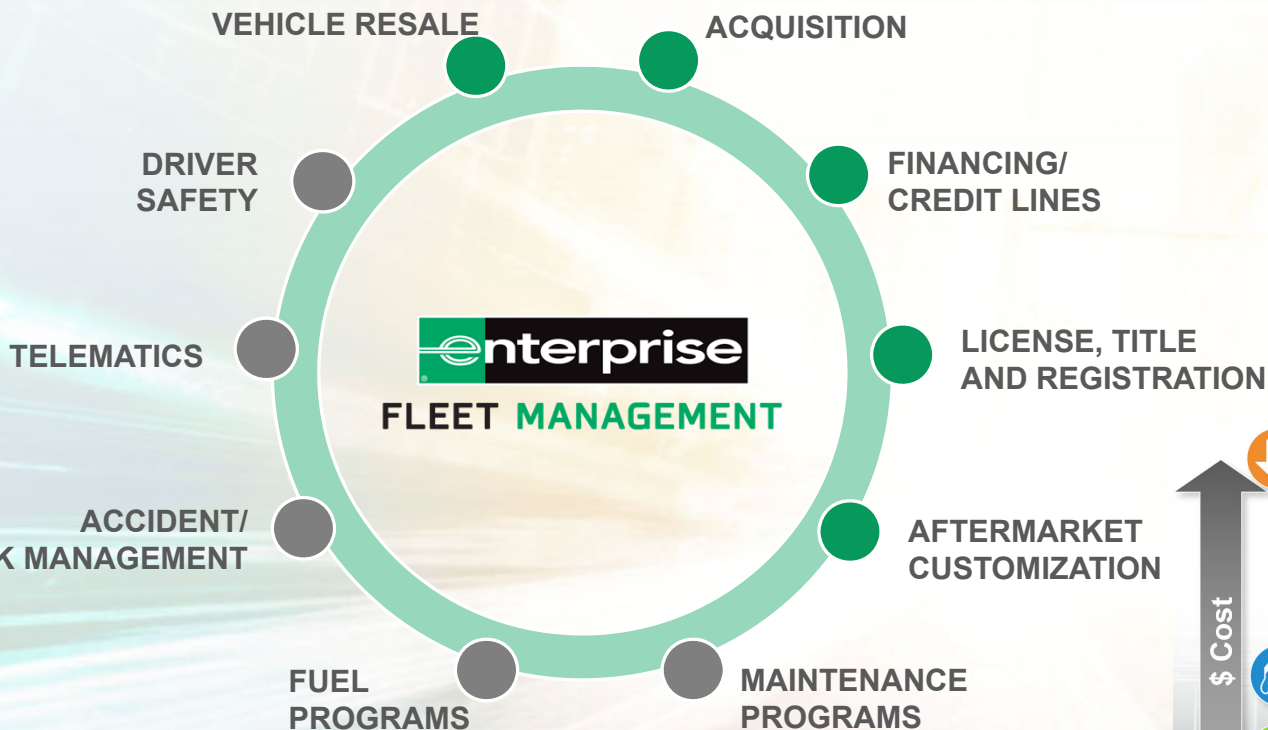 VEHICLE RESALE
ACQUISITION
DRIVER
SAFETY
FINANCING/
CREDIT LINES
TELEMATICS
enterprise
®
FLEET MANAGEMENT
LICENSE, TITLE
AND REGISTRATION
ACCIDENT/
K MANAGEMENT
AFTERMARKET
CUSTOMIZATION
$ Cost
FUEL
PROGRAMS
MAINTENANCE
PROGRAMS